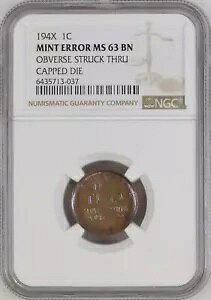 194X 1C
MINT ERROR MS 63 BN
OBVERSE STRUCK THRU
CAPPED DIE
6435713-037
NUMISMATIC GUARANTY COMPANY
NGC